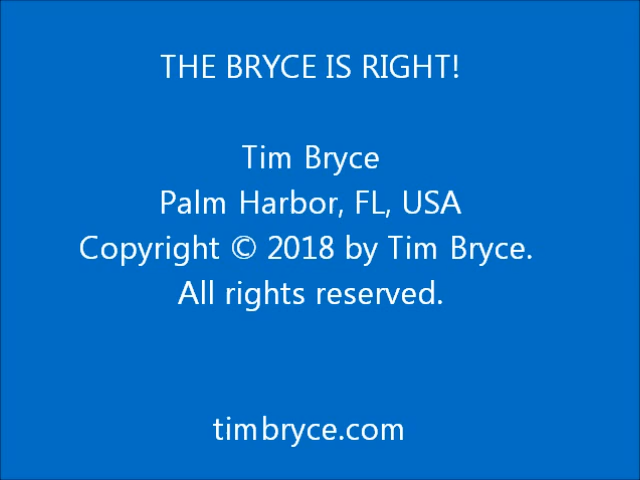 THE BRYCE IS RIGHT!
Tim Bryce
Palm Harbor, FL, USA
Copyright © 2018 by Tim Bryce.
All rights reserved.
timbryce.com